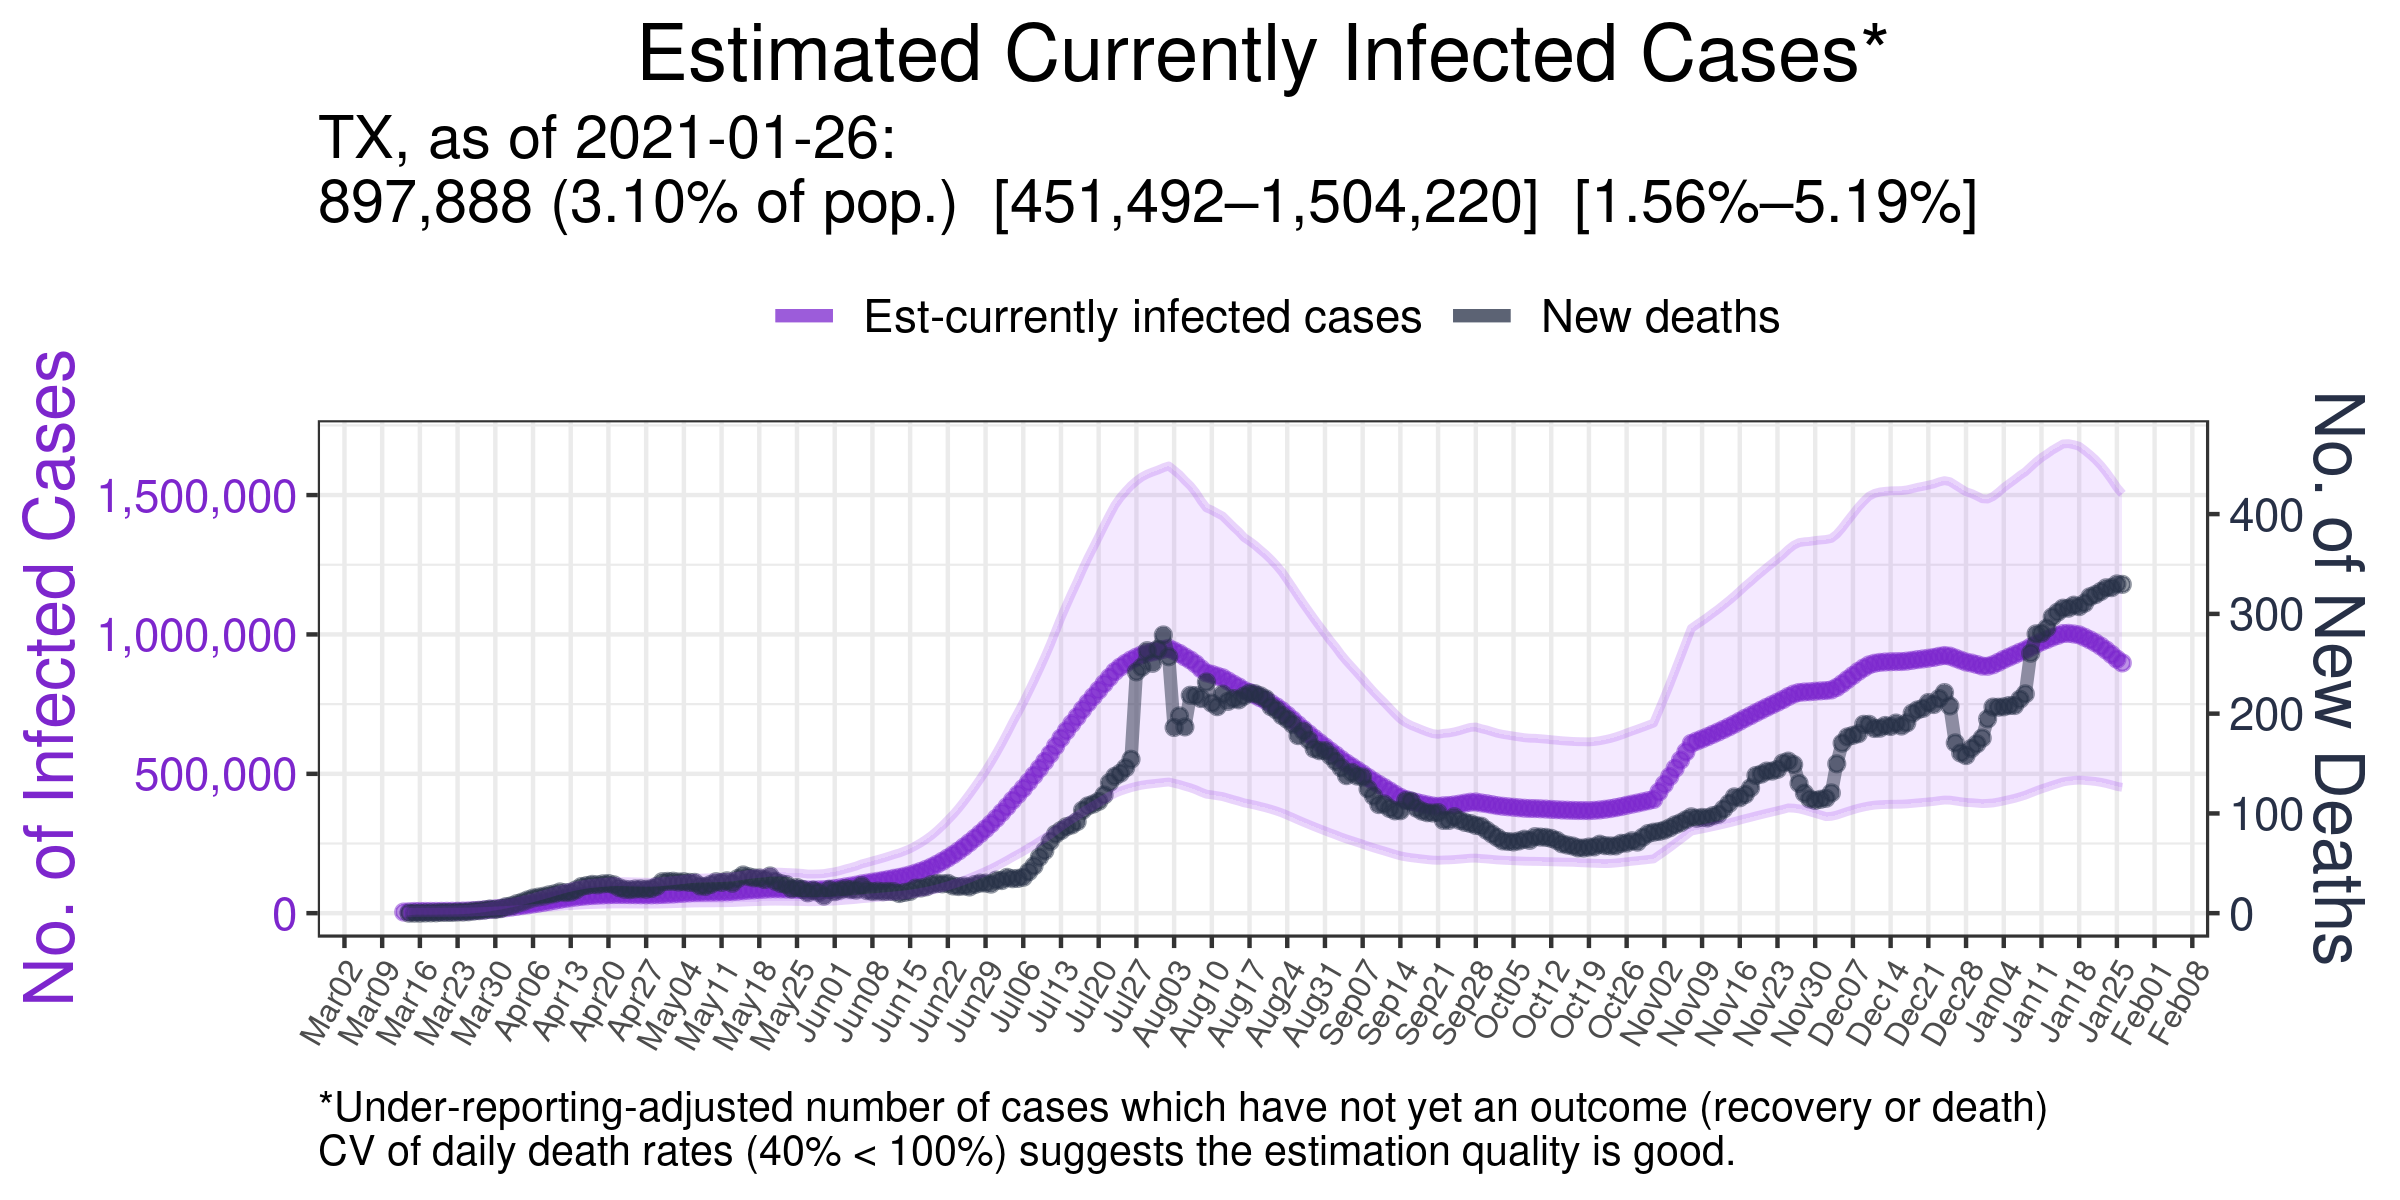 Estimated Currently Infected Cases*
TX, as of 2021-01-26:
897,888 (3.10% of pop.) [451,492–1,504,220] [1.56%–5.19%]
Est-currently infected cases New deaths
No. of Infected Cases
1,500,000
1,000,000
500,000
0
400
300
200
100
0
No. of New Deaths
Mar02 Mar09 Mar16 Mar23 Mar30 Apr06 Apr13 Apr20 Apr27 May04 May11 May18 May25 Jun01 Jun08 Jun15 Jun22 Jun29 Jul06 Jul13 Jul20 Jul27 Aug03 Aug10 Aug17 Aug24 Aug31 Sep07 Sep14 Sep21 Sep28 Oct05 Oct12 Oct19 Oct26 Nov02 Nov09 Nov16 Nov23 Nov30 Dec07 Dec14 Dec21 Dec28 Jan04 Jan11 Jan18 Jan25 Feb01 Feb08
*Under-reporting-adjusted number of cases which have not yet an outcome (recovery or death)
CV of daily death rates (40% < 100%) suggests the estimation quality is good.